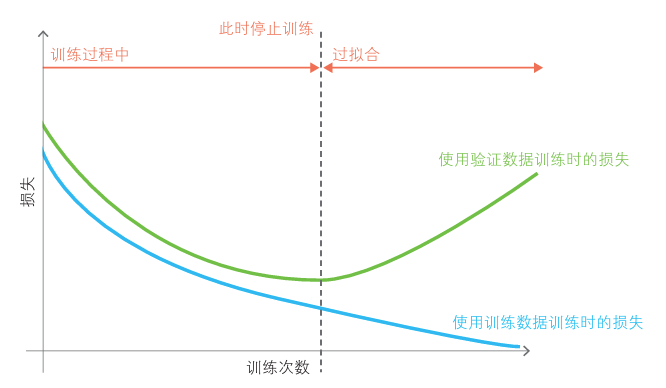 此时停止训练
训练过程中
过拟合
使用验证数据训练时的损失
损失
使用训练数据训练时的损失
训练次数